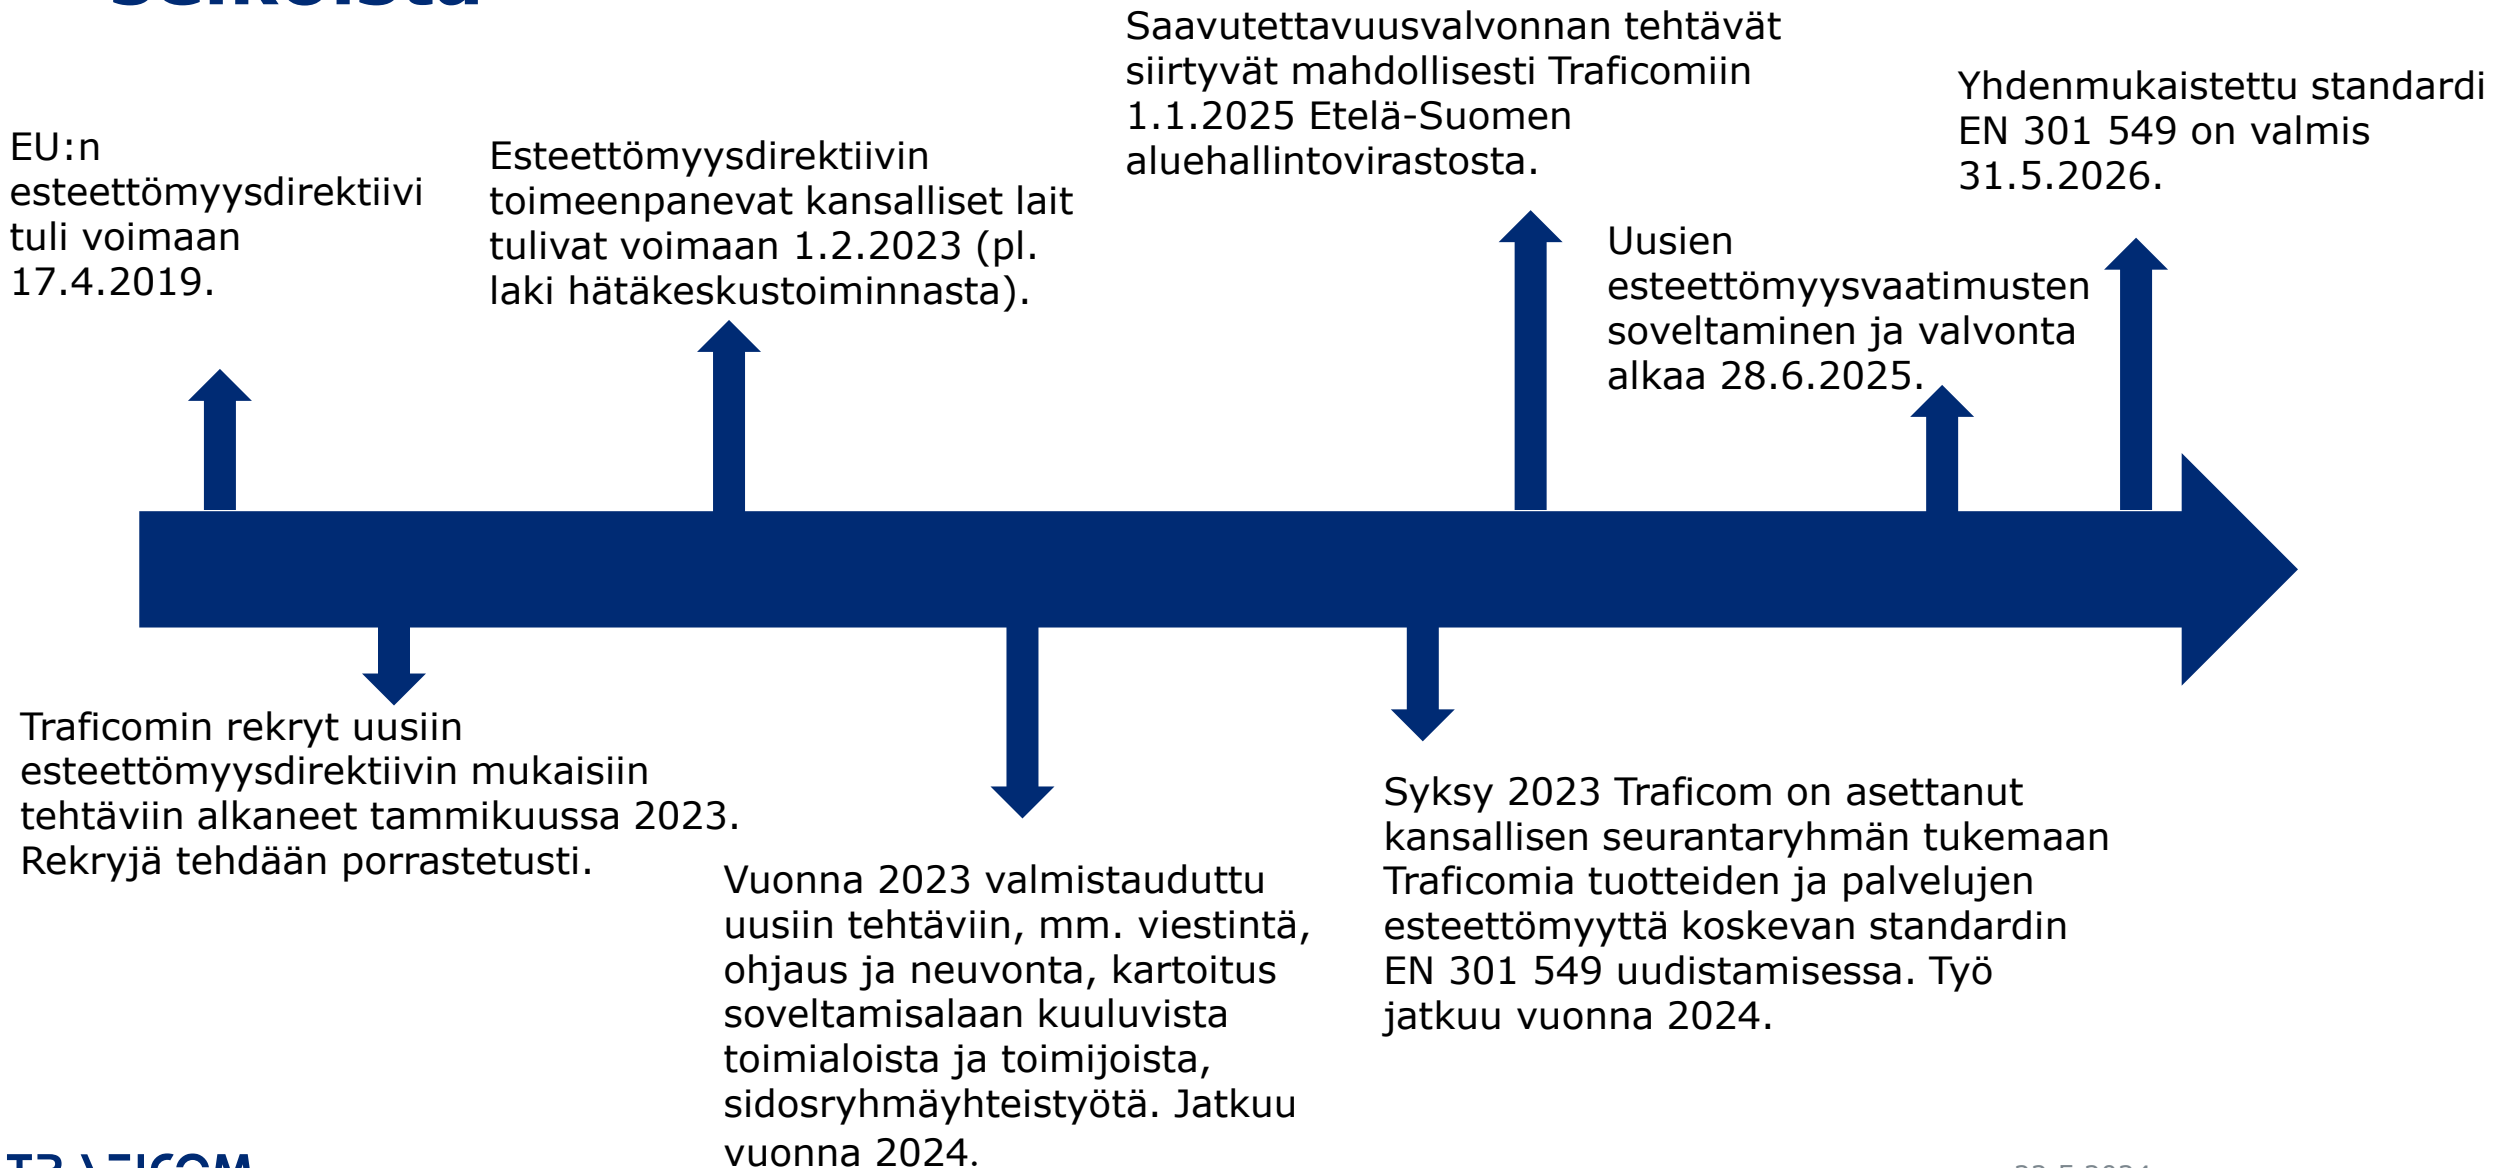 EU:n
esteettömyysdirektiivi
tuli voimaan
17.4.2019.
Esteettömyysdirektiivin
toimeenpanevat kansalliset lait
tulivat voimaan 1.2.2023 (pl.
laki hätäkeskustoiminnasta).
Saavutettavuusvalvonnan tehtävät
siirtyvät mahdollisesti Traficomiin
1.1.2025 Etelä-Suomen
aluehallintovirastosta.
Uusien
esteettömyysvaatimusten
soveltaminen ja valvonta
alkaa 28.6.2025.
Yhdenmukaistettu standardi
EN 301 549 on valmis
31.5.2026.
Traficomin rekryt uusiin
esteettömyysdirektiivin mukaisiin
tehtäviin alkaneet tammikuussa 2023.
Rekryjä tehdään porrastetusti.
Vuonna 2023 valmistauduttu
uusiin tehtäviin, mm. viestintä,
ohjaus ja neuvonta, kartoitus
soveltamisalaan kuuluvista
toimialoista ja toimijoista,
sidosryhmäyhteistyötä. Jatkuu
vuonna 2024.
Syksy 2023 Traficom on asettanut
kansallisen seurantaryhmän tukemaan
Traficomia tuotteiden ja palvelujen
esteettömyyttä koskevan standardin
EN 301 549 uudistamisessa. Työ
jatkuu vuonna 2024.
TRAFICOM